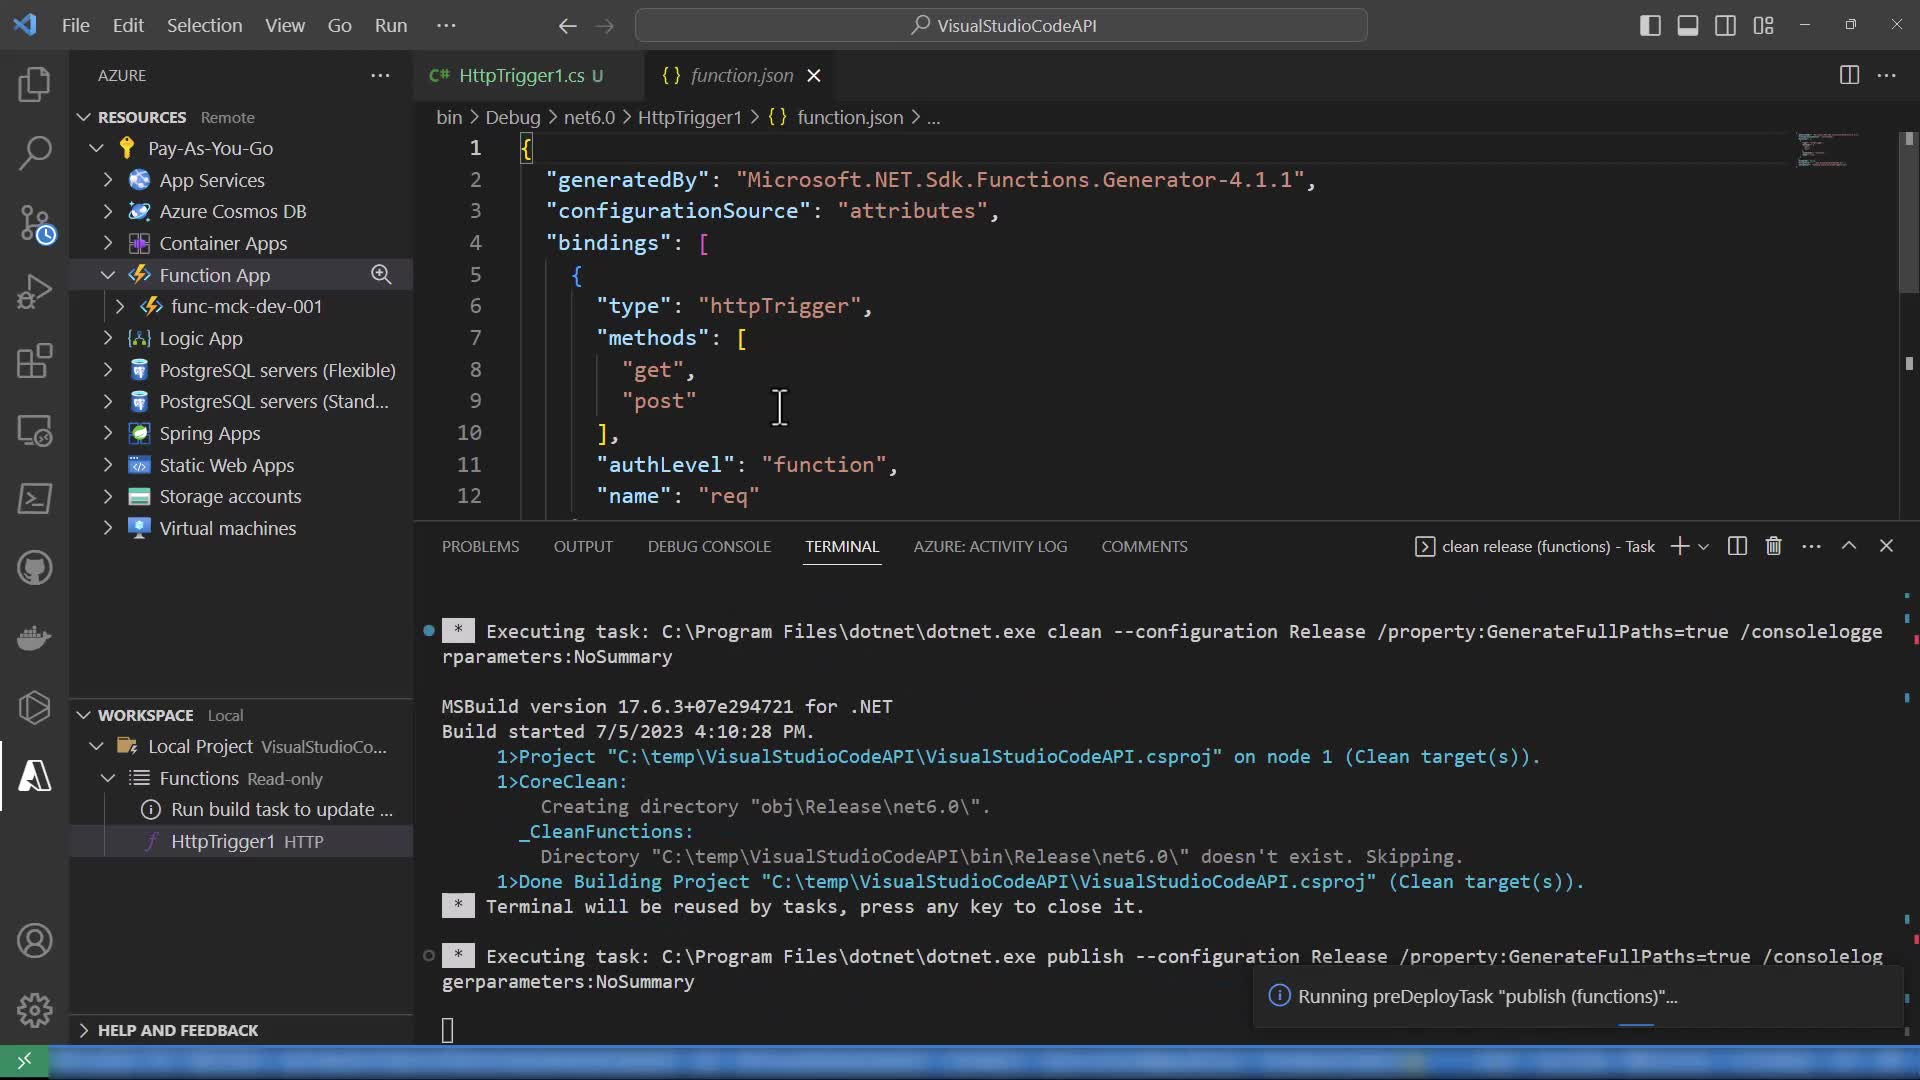 File Edit Selection View Go Run ··· VisualStudioCodeAPI
AZURE ···
RESOURCES Remote
Pay-As-You-Go
App Services
Azure Cosmos DB
Container Apps
Function App
func-mck-dev-001
Logic App
PostgreSQL servers (Flexible)
PostgreSQL servers (Stand...
Spring Apps
Static Web Apps
Storage accounts
Virtual machines
WORKSPACE Local
Local Project VisualStudioCo...
Functions Read-only
Run build task to update ...
HttpTrigger1 HTTP
HELP AND FEEDBACK
C# HttpTrigger1.cs U {} function.json
bin > Debug > net6.0 > HttpTrigger1 > {} function.json > ...
1 {
2 "generatedBy": "Microsoft.NET.Sdk.Functions.Generator-4.1.1",
3 "configurationSource": "attributes",
4 "bindings": [
5 {
6 "type": "httpTrigger",
7 "methods": [
8 "get",
9 "post"
10 ],
11 "authLevel": "function",
12 "name": "req"
PROBLEMS OUTPUT DEBUG CONSOLE TERMINAL AZURE: ACTIVITY LOG COMMENTS clean release (functions) - Task
* Executing task: C:\Program Files\dotnet\dotnet.exe clean --configuration Release /property:GenerateFullPaths=true /consolelogge
rparameters:NoSummary
MSBuild version 17.6.3+07e294721 for .NET
Build started 7/5/2023 4:10:28 PM.
1>Project "C:\temp\VisualStudioCodeAPI\VisualStudioCodeAPI.csproj" on node 1 (Clean target(s)).
1>CoreClean:
Creating directory "obj\Release\net6.0\".
_CleanFunctions:
Directory "C:\temp\VisualStudioCodeAPI\bin\Release\net6.0\" doesn't exist. Skipping.
1>Done Building Project "C:\temp\VisualStudioCodeAPI\VisualStudioCodeAPI.csproj" (Clean target(s)).
* Terminal will be reused by tasks, press any key to close it.
* Executing task: C:\Program Files\dotnet\dotnet.exe publish --configuration Release /property:GenerateFullPaths=true /consolelog
gerparameters:NoSummary
Running preDeployTask "publish (functions)"...